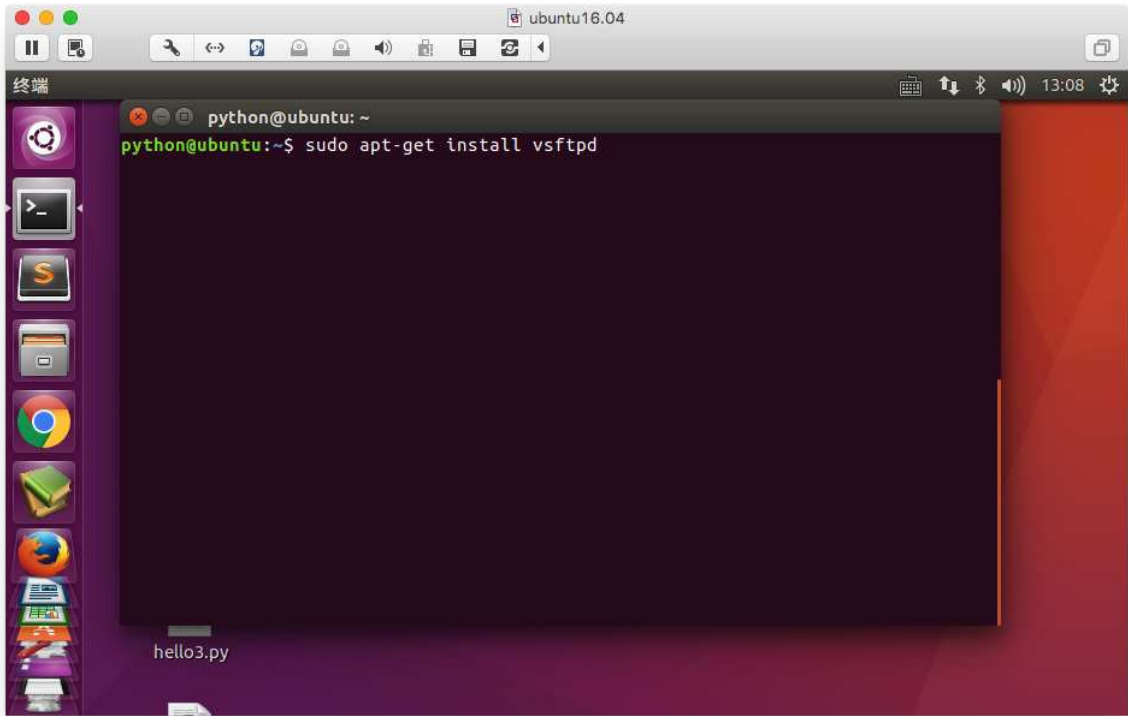 ubuntu16.04
终端
13:08
python@ubuntu: ~
python@ubuntu:~$ sudo apt-get install vsftpd
hello3.py